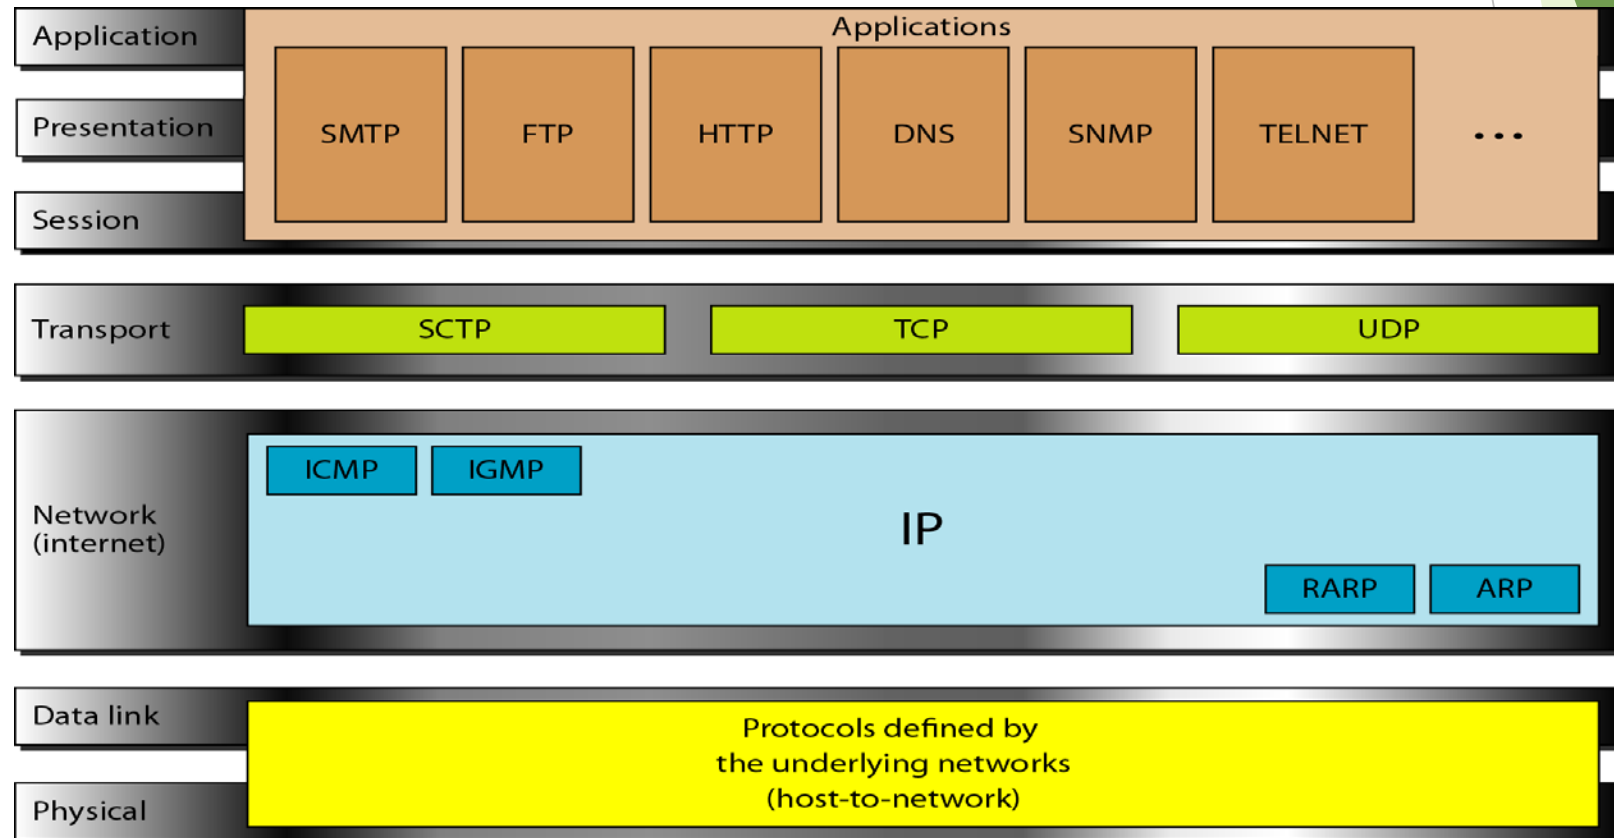 Application
Applications
Presentation
SMTP
FTP
HTTP
DNS
SNMP
TELNET
...
Session
Transport
SCTP
TCP
UDP
Network
(internet)
ICMP
IGMP
IP
RARP
ARP
Data link
Physical
Protocols defined by
the underlying networks
(host-to-network)